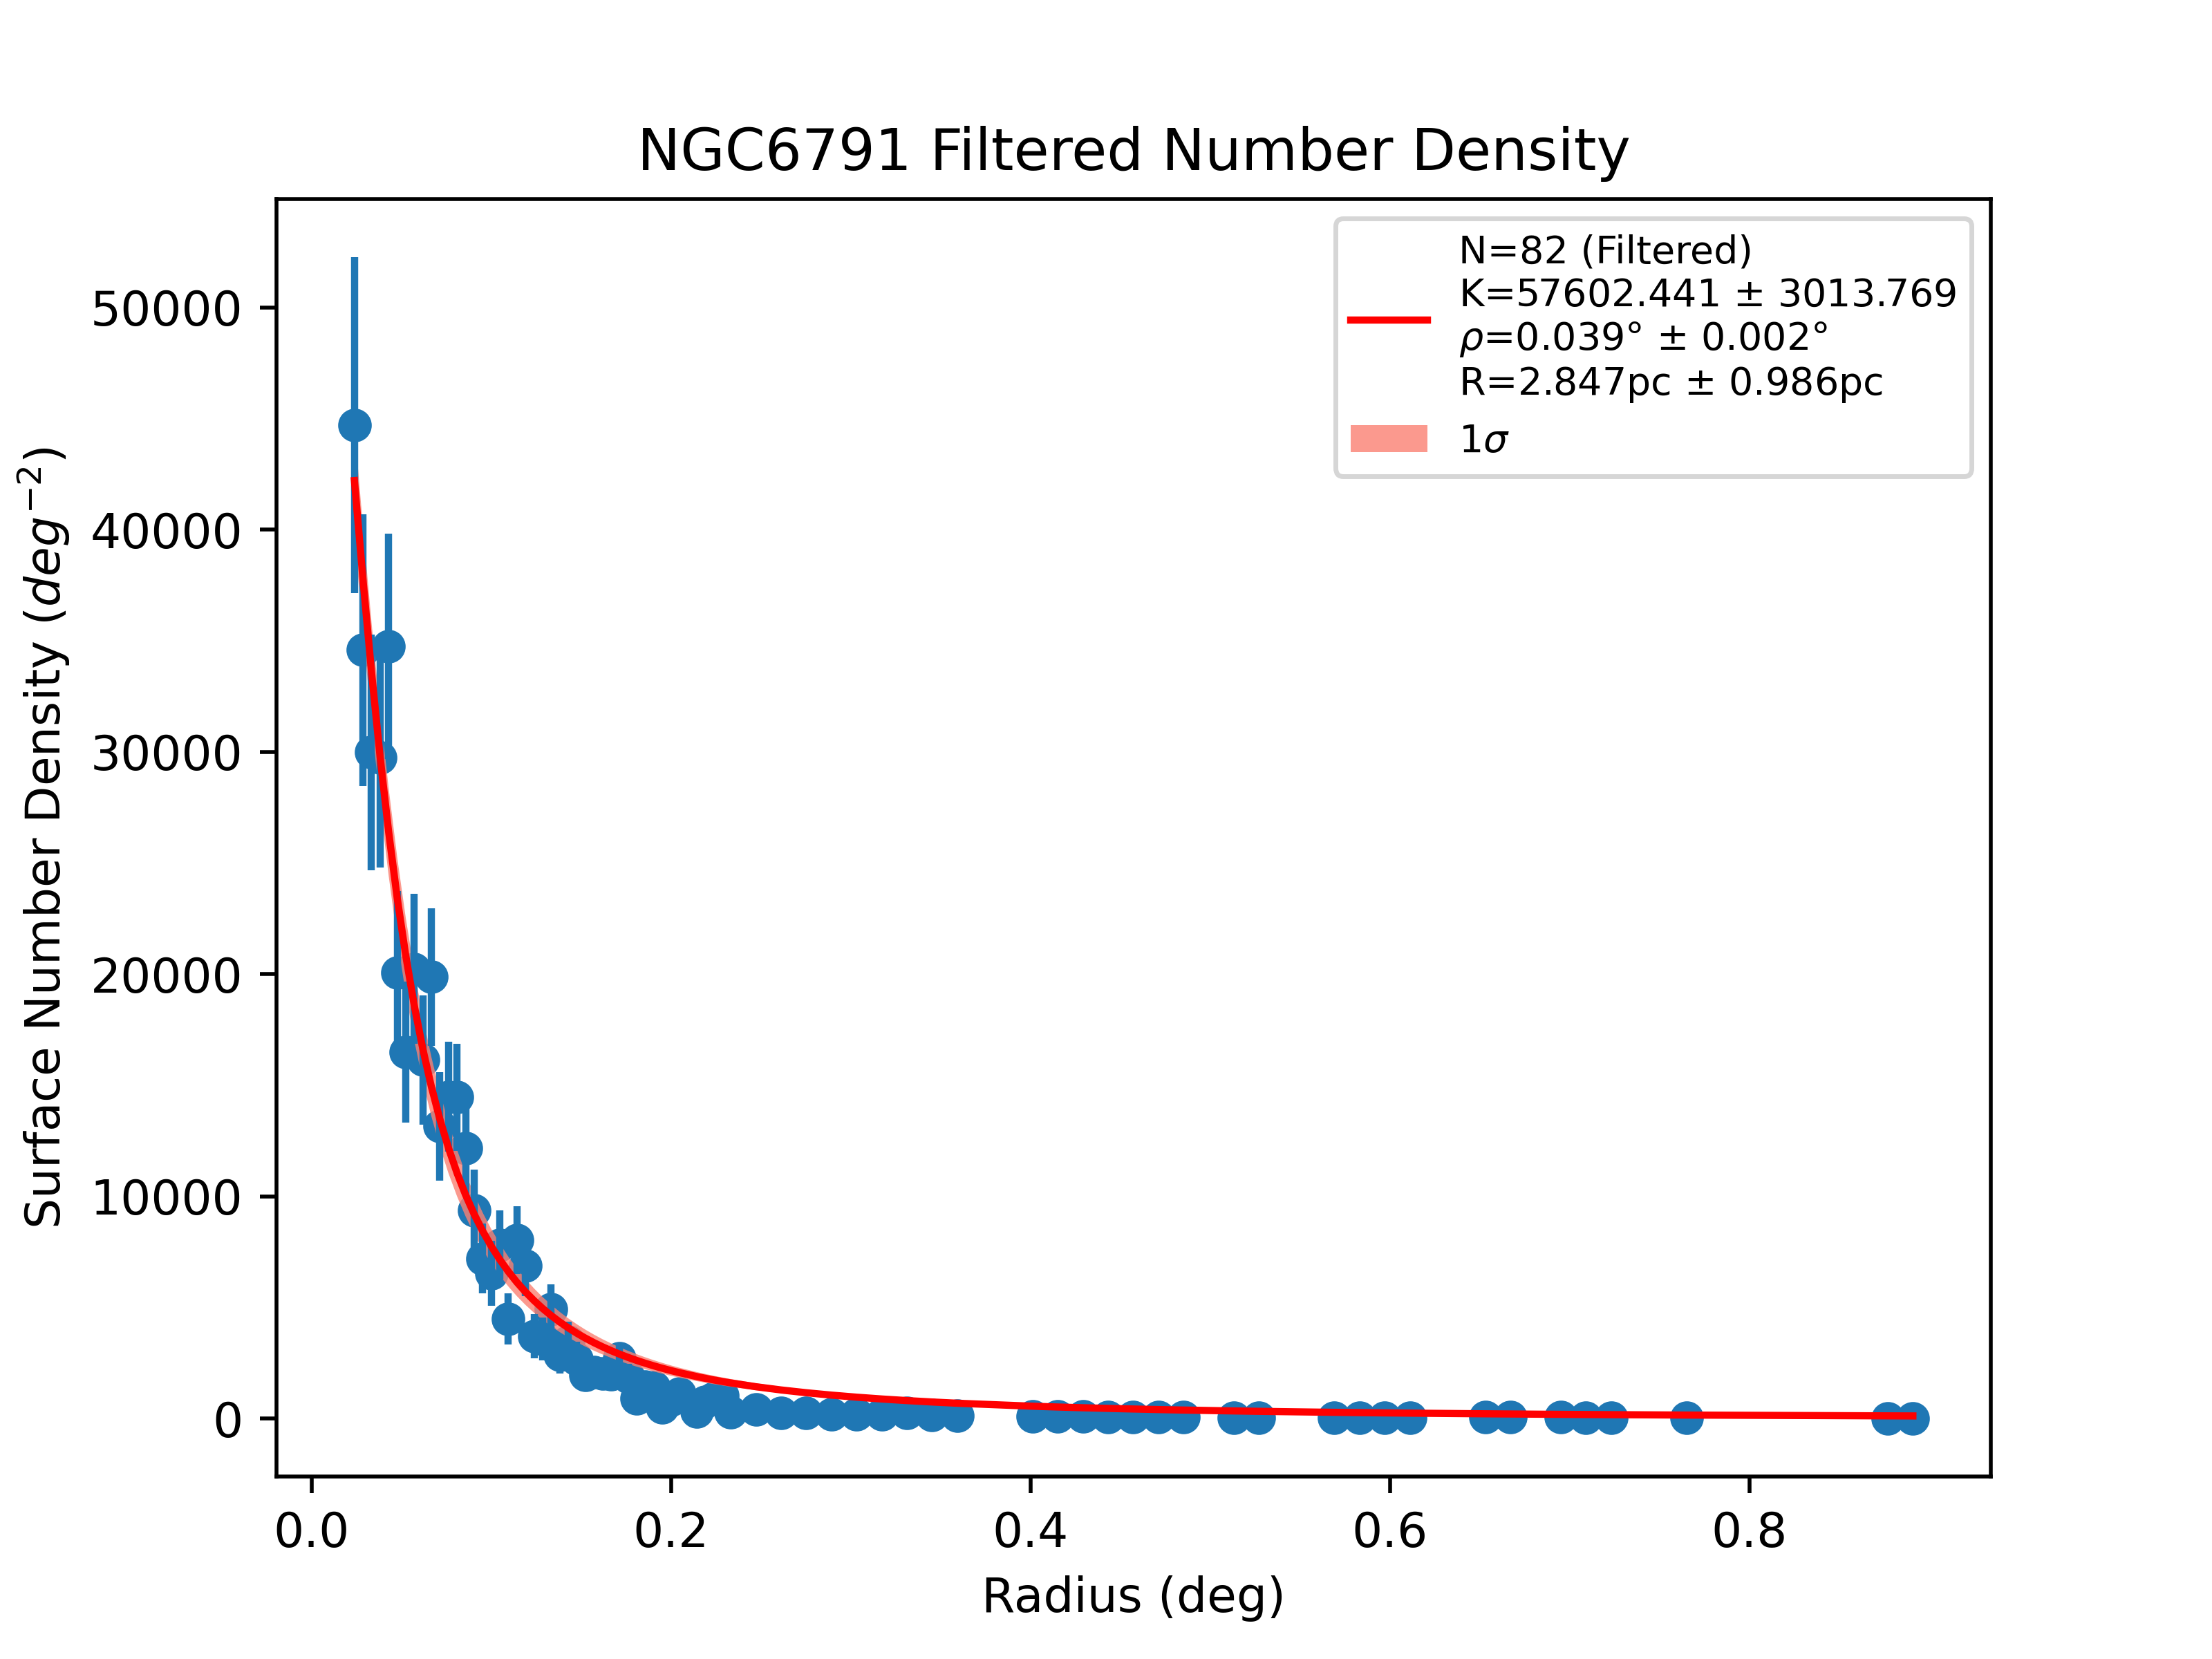 NGC6791 Filtered Number Density
N=82 (Filtered)
K=57602.441 ± 3013.769
ρ=0.039° ± 0.002°
R=2.847pc ± 0.986pc
1σ
Surface Number Density (deg⁻²)
50000
40000
30000
20000
10000
0
0.0 0.2 0.4 0.6 0.8
Radius (deg)